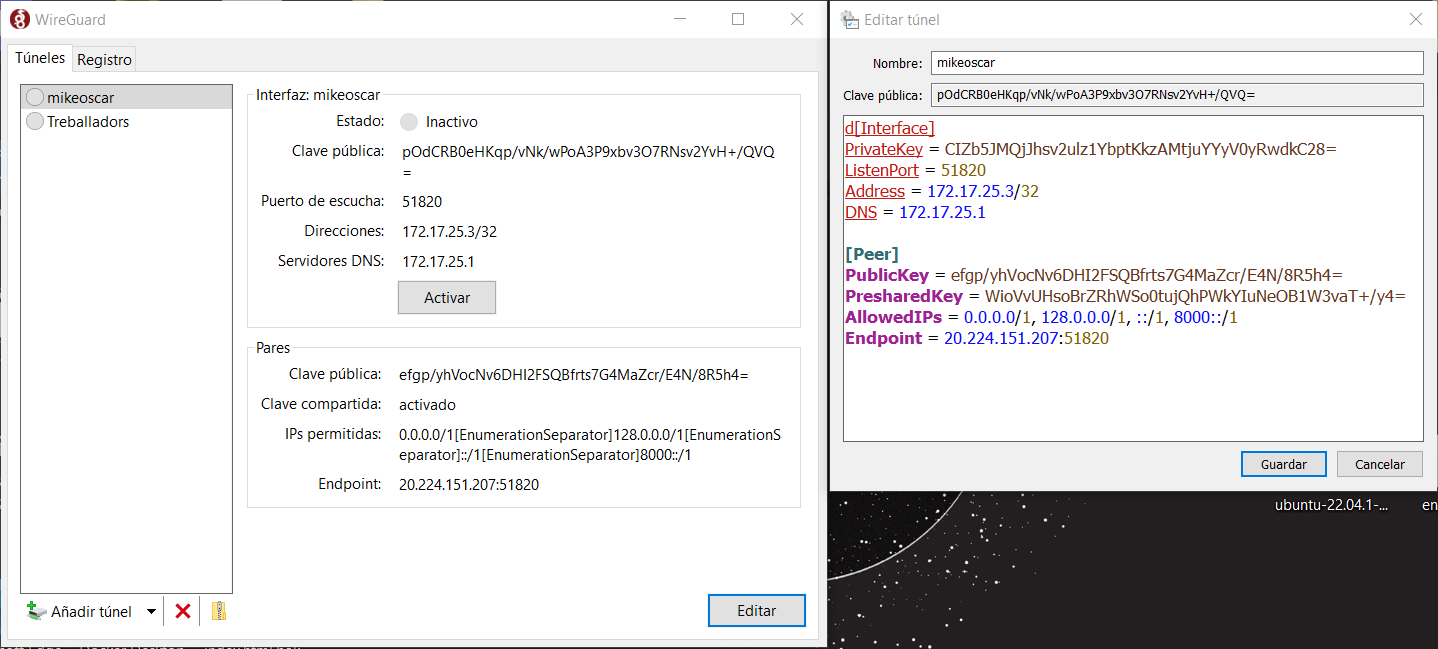 WireGuard
Túneles
Registro
mikeoscar
Treballadors
Interfaz: mikeoscar
Estado: Inactivo
Clave pública: pOdCRB0eHKqp/vNk/wPoA3P9xbv3O7RNsv2YvH+/QVQ
=
Puerto de escucha: 51820
Direcciones: 172.17.25.3/32
Servidores DNS: 172.17.25.1
Activar
Pares
Clave pública: efgp/yhVocNv6DHI2FSQBfrts7G4MaZcr/E4N/8R5h4=
Clave compartida: activado
IPs permitidas: 0.0.0.0/1[EnumerationSeparator]128.0.0.0/1[EnumerationS
eparator]::/1[EnumerationSeparator]8000::/1
Endpoint: 20.224.151.207:51820
Añadir túnel
Editar
Editar túnel
Nombre: mikeoscar
Clave pública: pOdCRB0eHKqp/vNk/wPoA3P9xbv3O7RNsv2YvH+/QVQ=
d[Interface]
PrivateKey = CIZb5JMQjJhsv2ulz1YbptKkzAMtjuYYyV0yRwdkC28=
ListenPort = 51820
Address = 172.17.25.3/32
DNS = 172.17.25.1
[Peer]
PublicKey = efgp/yhVocNv6DHI2FSQBfrts7G4MaZcr/E4N/8R5h4=
PresharedKey = WioVvUHsoBrZRhWSo0tujQhPWkYIuNeOB1W3vaT+/y4=
AllowedIPs = 0.0.0.0/1, 128.0.0.0/1, ::/1, 8000::/1
Endpoint = 20.224.151.207:51820
Guardar
Cancelar
ubuntu-22.04.1-...
en